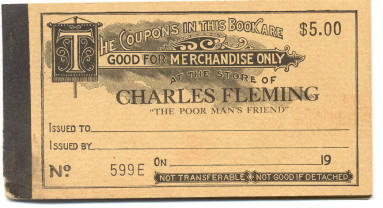 THE COUPONS IN THIS BOOK ARE
$5.00
GOOD FOR MERCHANDISE ONLY
AT THE STORE OF
CHARLES FLEMING
"THE POOR MAN'S FRIEND"
ISSUED TO
ISSUED BY
No 599E ON 19
NOT TRANSFERABLE NOT GOOD IF DETACHED